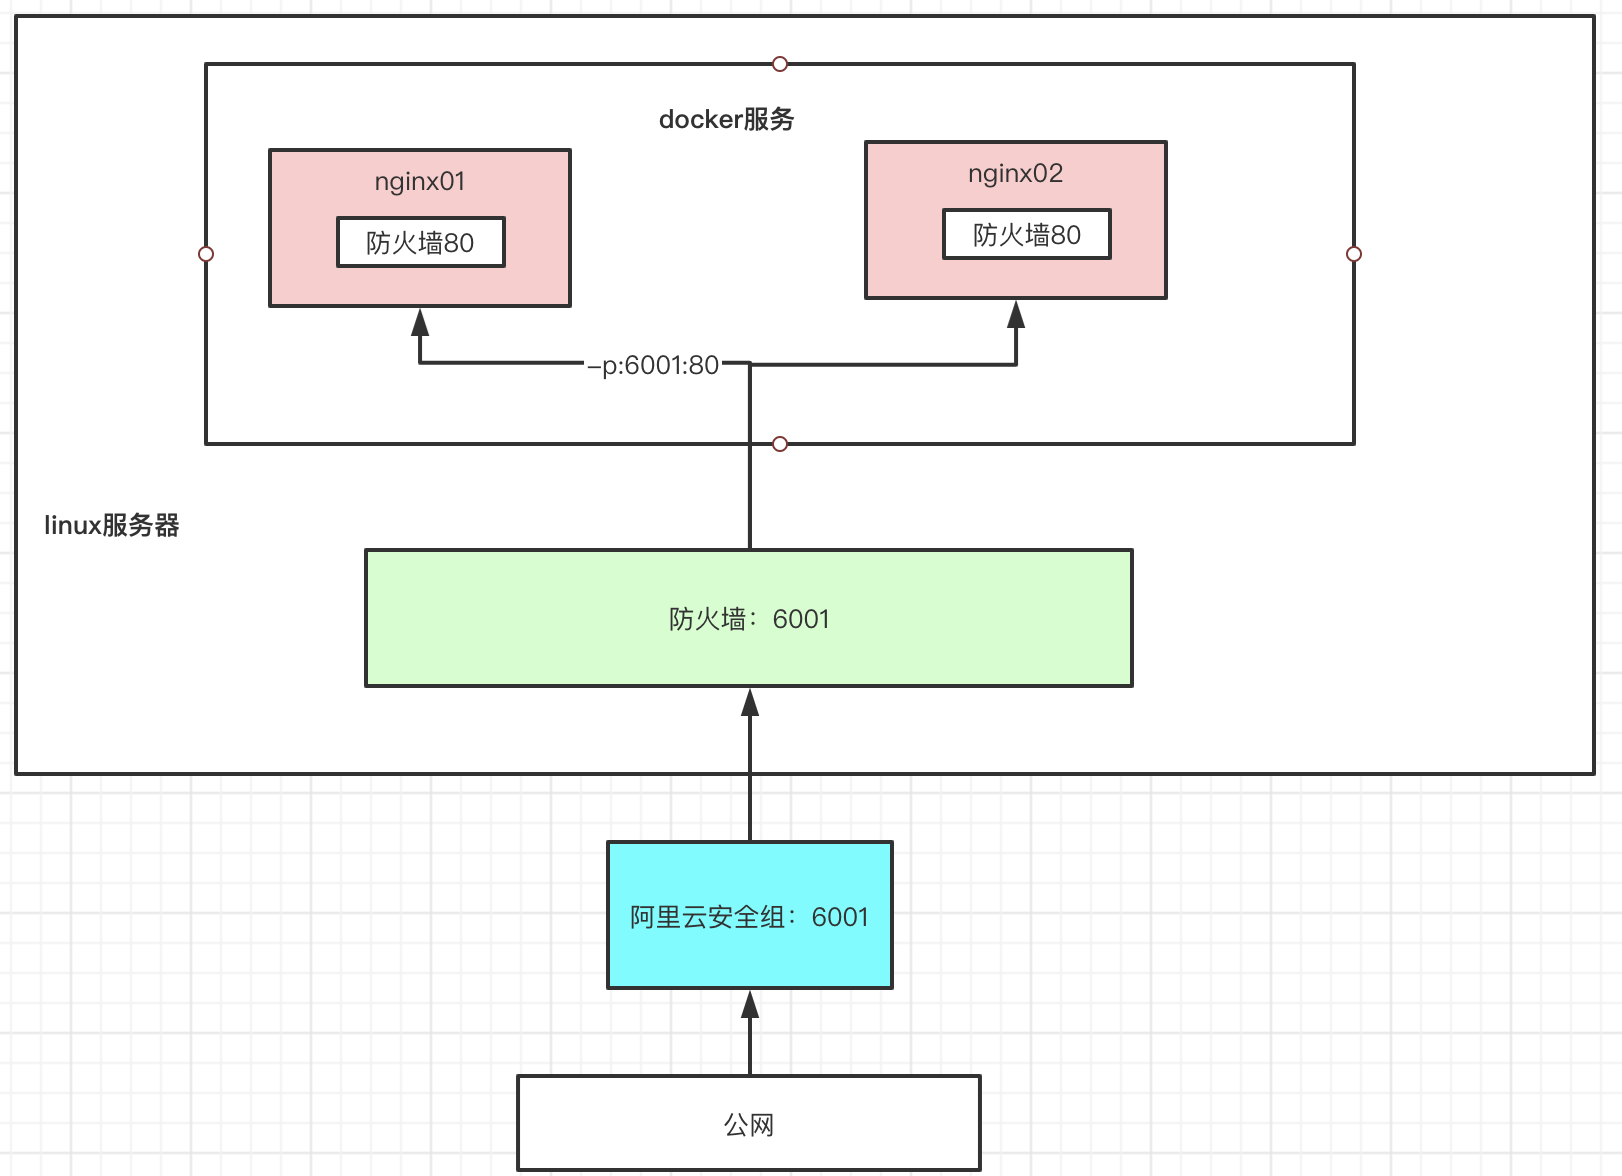 docker服务
nginx01
防火墙80
nginx02
防火墙80
-p:6001:80
linux服务器
防火墙：6001
阿里云安全组：6001
公网